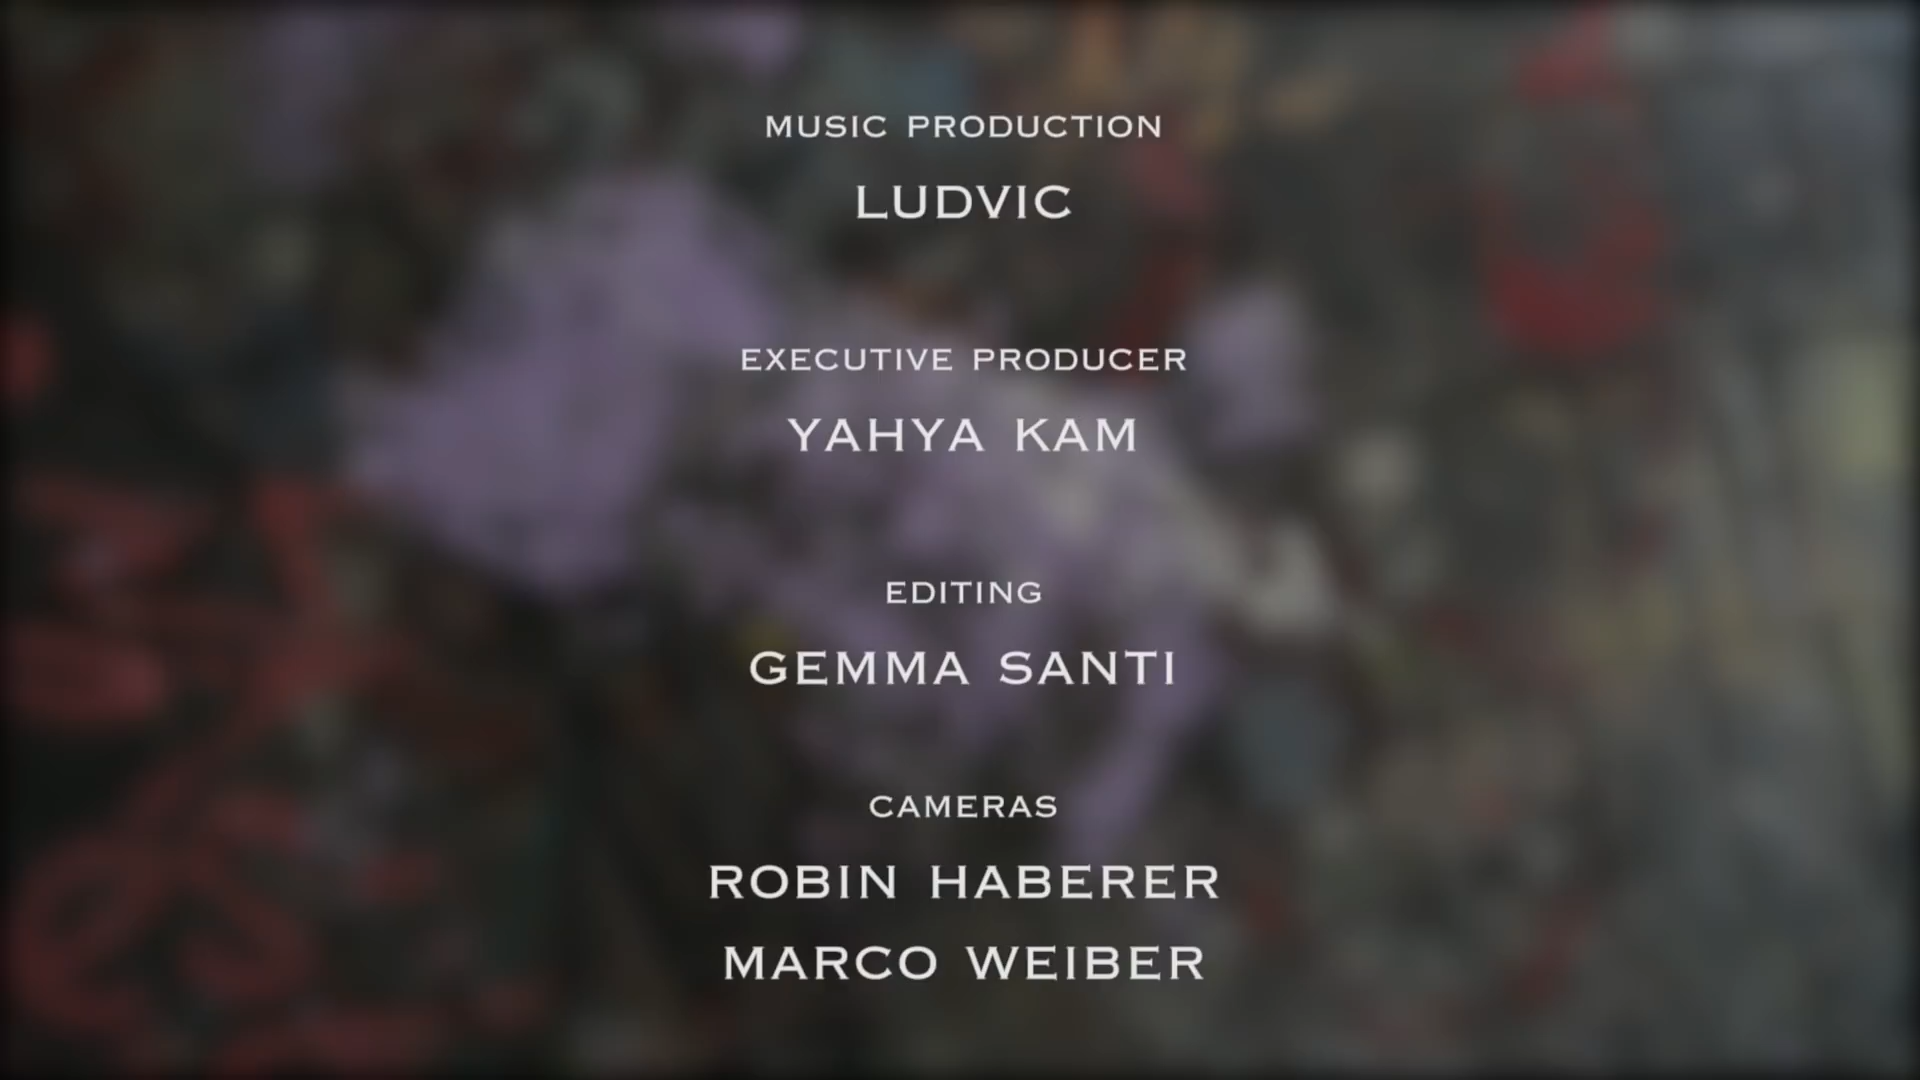 MUSIC PRODUCTION
LUDVIC
EXECUTIVE PRODUCER
YAHYA KAM
EDITING
GEMMA SANTI
CAMERAS
ROBIN HABERER
MARCO WEIBER